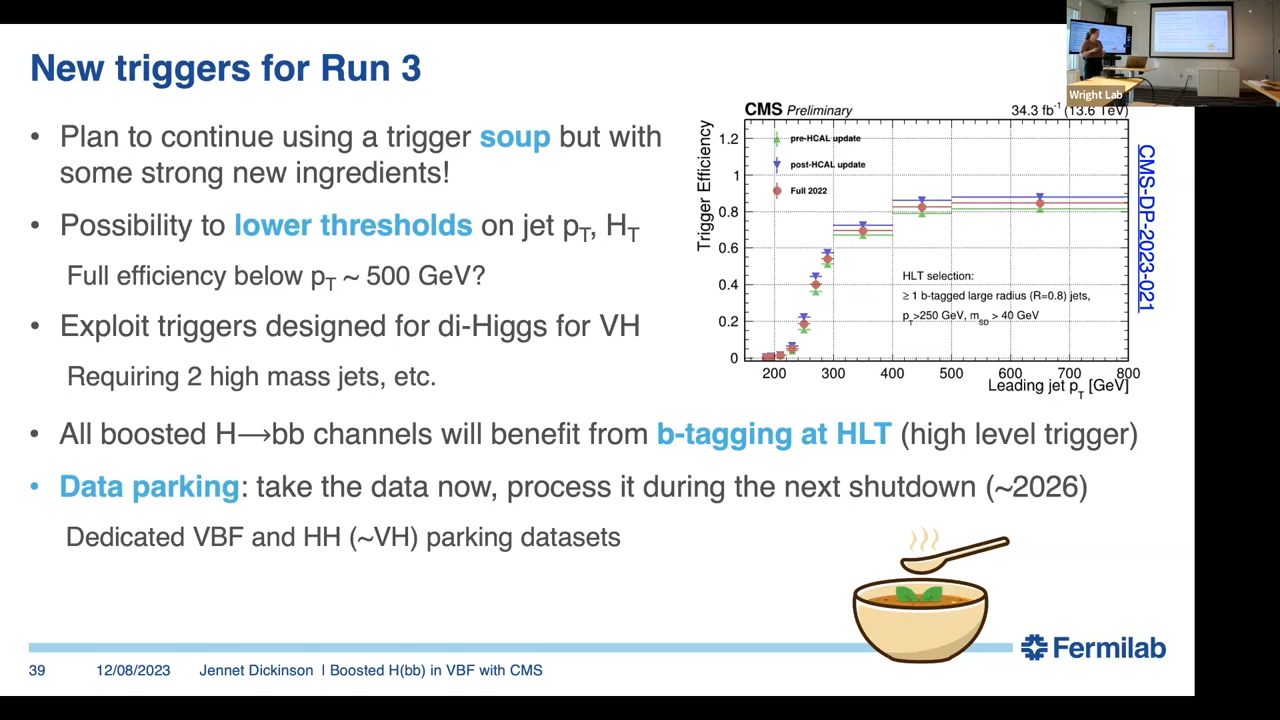 New triggers for Run 3
Wright Lab
• Plan to continue using a trigger soup but with
some strong new ingredients!
• Possibility to lower thresholds on jet pT, HT
Full efficiency below pT ~ 500 GeV?
• Exploit triggers designed for di-Higgs for VH
Requiring 2 high mass jets, etc.
CMS Preliminary
34.3 fb-1 (13.6 TeV)
Trigger Efficiency
1.2
1
0.8
0.6
0.4
0.2
0
pre-HCAL update
post-HCAL update
Full 2022
HLT selection:
≥ 1 b-tagged large radius (R=0.8) jets,
pT>250 GeV, mSD > 40 GeV
200 300 400 500 600 700 800
Leading jet pT [GeV]
CMS-DP-2023-021
• All boosted H⟶bb channels will benefit from b-tagging at HLT (high level trigger)
• Data parking: take the data now, process it during the next shutdown (~2026)
Dedicated VBF and HH (~VH) parking datasets
Fermilab
39 12/08/2023 Jennet Dickinson | Boosted H(bb) in VBF with CMS